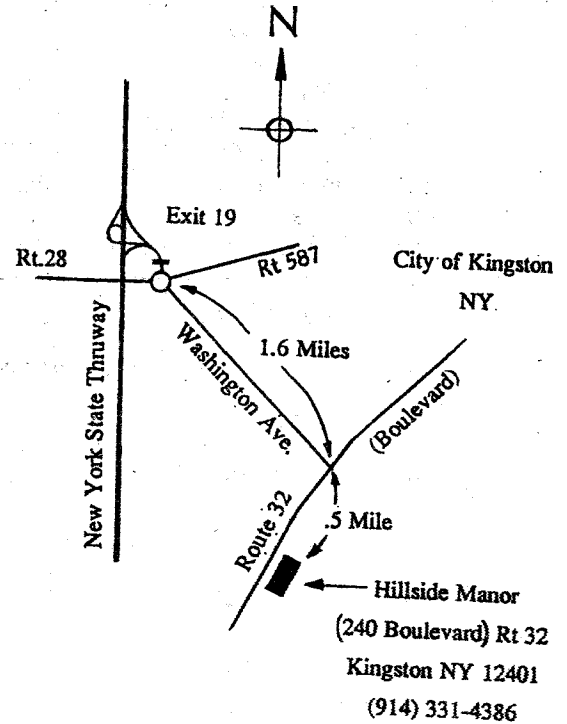 N
Exit 19
Rt.28
Rt 587
City of Kingston
NY.
1.6 Miles
Washington Ave.
(Boulevard)
New York State Thruway
Route 32
.5 Mile
Hillside Manor
(240 Boulevard) Rt 32
Kingston NY 12401
(914) 331-4386